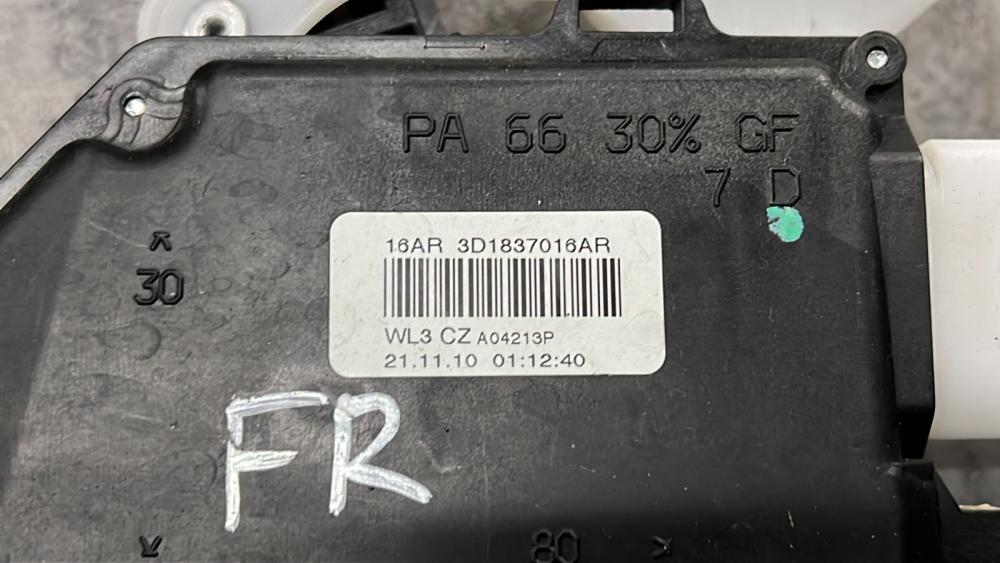 PA 66 30% GF
7 D
16AR 3D1837016AR
30
WL3 CZ A04213P
21.11.10 01:12:40
FR
80